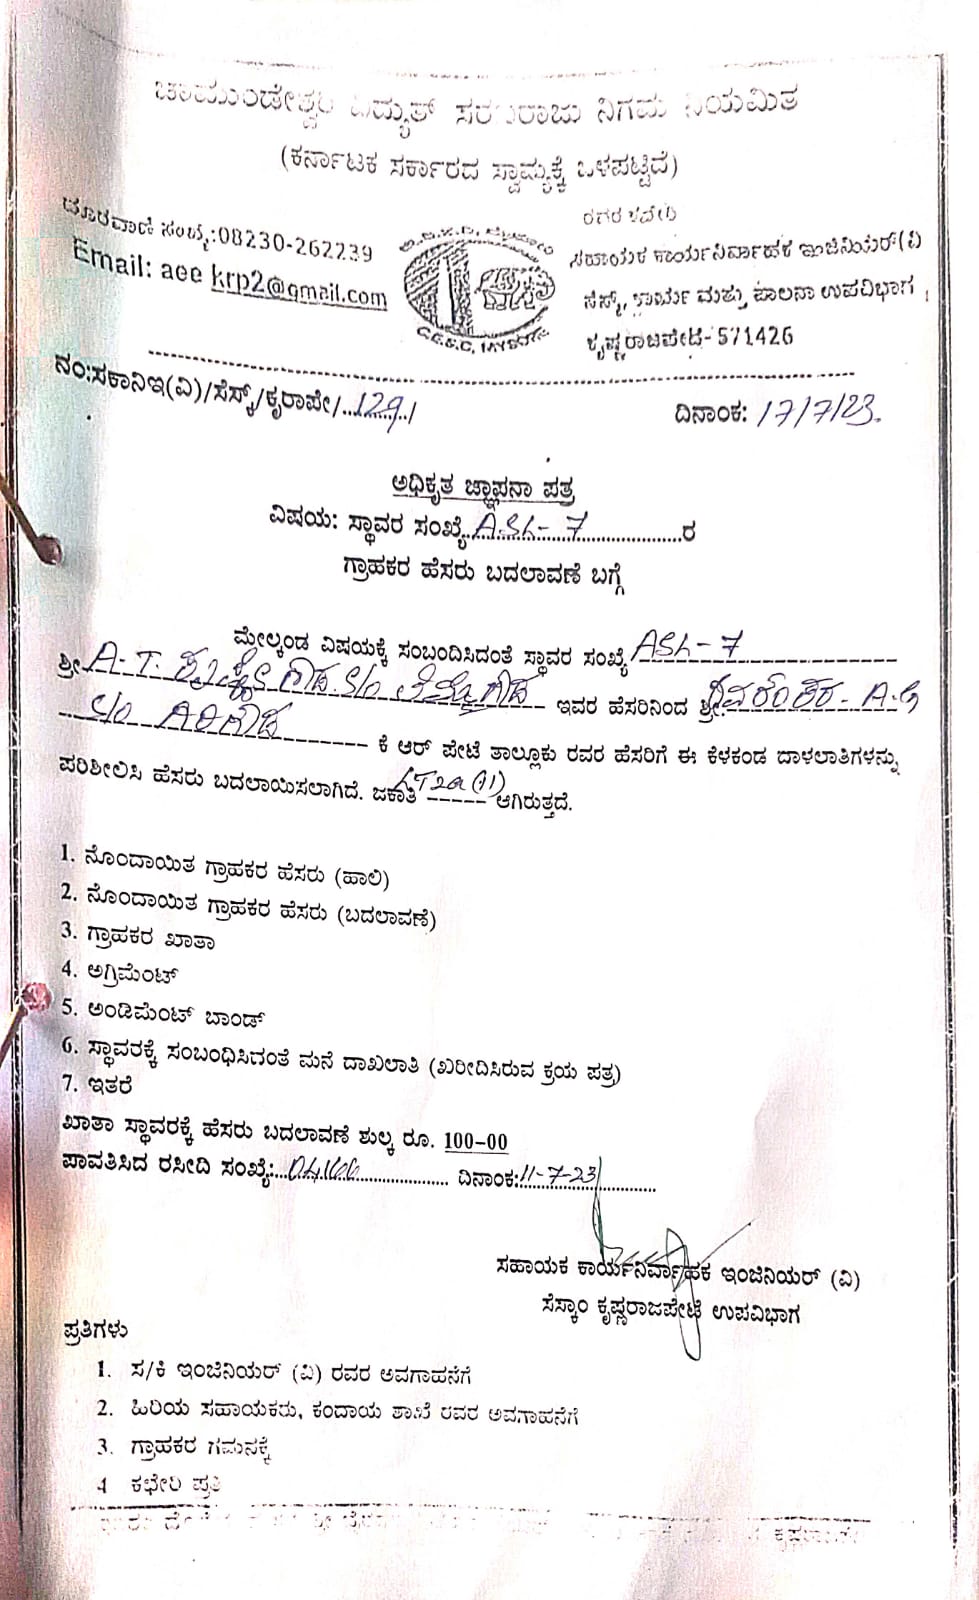 ಚಾಮುಂಡೇಶ್ವರಿ ವಿದ್ಯುತ್ ಸರಬರಾಜು ನಿಗಮ ನಿಯಮಿತ
(ಕರ್ನಾಟಕ ಸರ್ಕಾರದ ಸ್ವಾಮ್ಯಕ್ಕೆ ಒಳಪಟ್ಟಿದೆ)
ದೂರವಾಣಿ ಸಂಖ್ಯೆ:08230-262239
Email: aee krp2@gmail.com
C.E.S.C, MYSORE
ಸಹಾಯಕ ಕಾರ್ಯನಿರ್ವಾಹಕ ಇಂಜಿನಿಯರ್(ವಿ
ಸೆಸ್ಕ್, ಕಾರ್ಯ ಮತ್ತು ಪಾಲನಾ ಉಪವಿಭಾಗ ,
ಕೃಷ್ಣರಾಜಪೇಟೆ- 571426
ನಂ:ಸಕಾನಿಇ(ವಿ)/ಸೆಸ್ಕ್/ಕೃರಾಪೇ/..129../
ದಿನಾಂಕ: 17/7/23.
ಅಧಿಕೃತ ಜ್ಞಾಪನಾ ಪತ್ರ
ವಿಷಯ: ಸ್ಥಾವರ ಸಂಖ್ಯೆ..ASL-7....................ರ
ಗ್ರಾಹಕರ ಹೆಸರು ಬದಲಾವಣೆ ಬಗ್ಗೆ
ಮೇಲ್ಕಂಡ ವಿಷಯಕ್ಕೆ ಸಂಬಂದಿಸಿದಂತೆ ಸ್ಥಾವರ ಸಂಖ್ಯೆ ASL-7
ಶ್ರೀ A-T. S/o ಇವರ ಹೆಸರಿನಿಂದ ಶ್ರೀ A-G
S/o ಕೆ ಆರ್ ಪೇಟೆ ತಾಲ್ಲೂಕು ರವರ ಹೆಸರಿಗೆ ಈ ಕೆಳಕಂಡ ದಾಳಲಾತಿಗಳನ್ನು
ಪರಿಶೀಲಿಸಿ ಹೆಸರು ಬದಲಾಯಿಸಲಾಗಿದೆ. ಜಕಾತಿ LT2a(ii) ಆಗಿರುತ್ತದೆ.
1. ನೊಂದಾಯಿತ ಗ್ರಾಹಕರ ಹೆಸರು (ಹಾಲಿ)
2. ನೊಂದಾಯಿತ ಗ್ರಾಹಕರ ಹೆಸರು (ಬದಲಾವಣೆ)
3. ಗ್ರಾಹಕರ ಖಾತಾ
4. ಅಗ್ರಿಮೆಂಟ್
5. ಅಂಡಿಮೆಂಟ್ ಬಾಂಡ್
6. ಸ್ಥಾವರಕ್ಕೆ ಸಂಬಂಧಿಸಿದಂತೆ ಮನೆ ದಾಖಲಾತಿ (ಖರೀದಿಸಿರುವ ಕ್ರಯ ಪತ್ರ)
7. ಇತರೆ
ಖಾತಾ ಸ್ಥಾವರಕ್ಕೆ ಹೆಸರು ಬದಲಾವಣೆ ಶುಲ್ಕ ರೂ. 100-00
ಪಾವತಿಸಿದ ರಸೀದಿ ಸಂಖ್ಯೆ:.................... ದಿನಾಂಕ:11-7-23
ಸಹಾಯಕ ಕಾರ್ಯನಿರ್ವಾಹಕ ಇಂಜಿನಿಯರ್ (ವಿ)
ಸೆಸ್ಕಾಂ ಕೃಷ್ಣರಾಜಪೇಟೆ ಉಪವಿಭಾಗ
ಪ್ರತಿಗಳು
1. ಸ/ಕಿ ಇಂಜಿನಿಯರ್ (ವಿ) ರವರ ಅವಗಾಹನೆಗೆ
2. ಹಿರಿಯ ಸಹಾಯಕರು, ಕಂದಾಯ ಶಾಖೆ ರವರ ಅವಗಾಹನೆಗೆ
3. ಗ್ರಾಹಕರ ಗಮನಕ್ಕೆ
4 ಕಛೇರಿ ಪ್ರತಿ